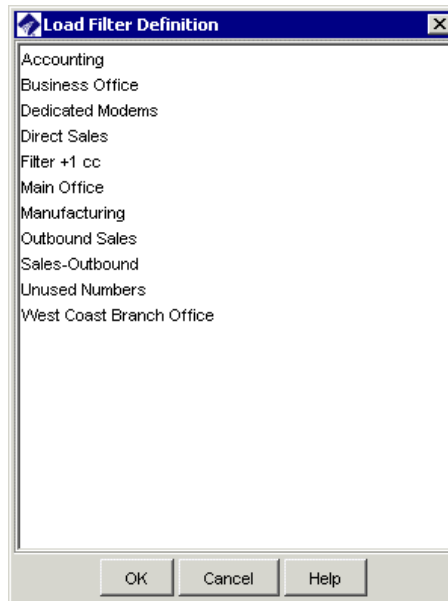 Load Filter Definition
Accounting
Business Office
Dedicated Modems
Direct Sales
Filter +1 cc
Main Office
Manufacturing
Outbound Sales
Sales-Outbound
Unused Numbers
West Coast Branch Office
OK Cancel Help